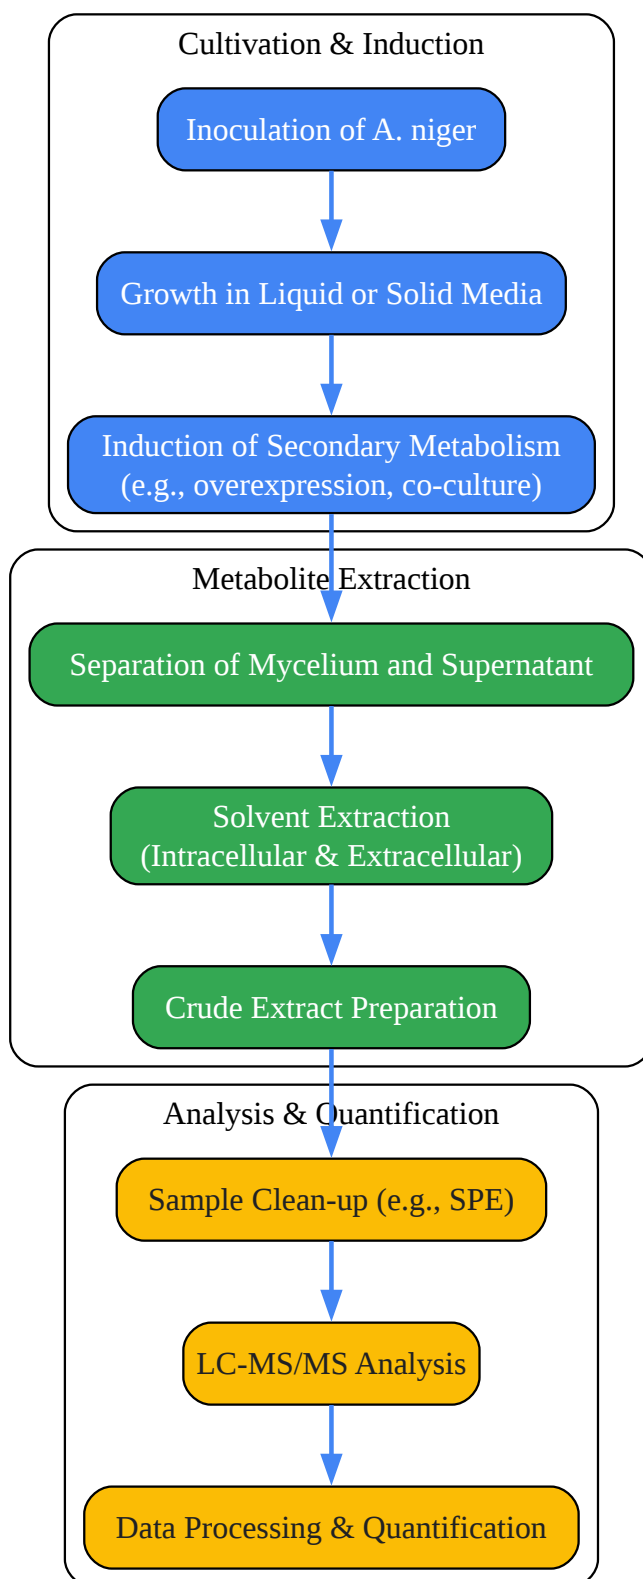 Cultivation & Induction
Inoculation of A. niger
Growth in Liquid or Solid Media
Induction of Secondary Metabolism
(e.g., overexpression, co-culture)
Metabolite Extraction
Separation of Mycelium and Supernatant
Solvent Extraction
(Intracellular & Extracellular)
Crude Extract Preparation
Analysis & Quantification
Sample Clean-up (e.g., SPE)
LC-MS/MS Analysis
Data Processing & Quantification